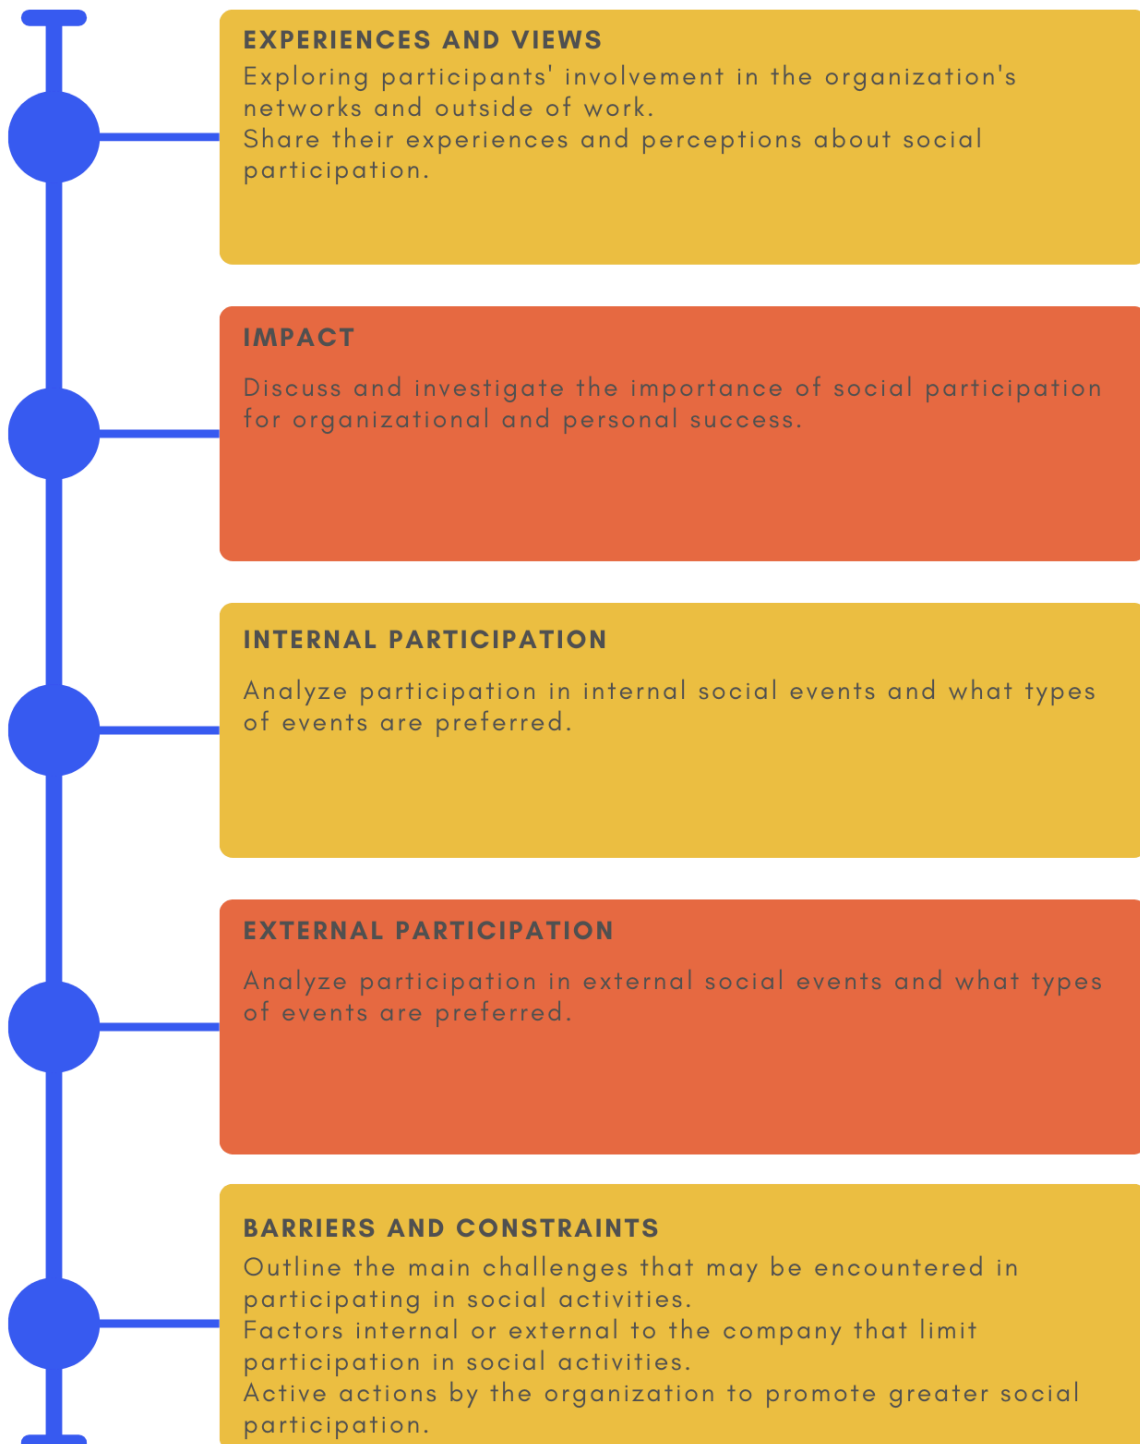 EXPERIENCES AND VIEWS
Exploring participants' involvement in the organization's
networks and outside of work.
Share their experiences and perceptions about social
participation.
IMPACT
Discuss and investigate the importance of social participation
for organizational and personal success.
INTERNAL PARTICIPATION
Analyze participation in internal social events and what types
of events are preferred.
EXTERNAL PARTICIPATION
Analyze participation in external social events and what types
of events are preferred.
BARRIERS AND CONSTRAINTS
Outline the main challenges that may be encountered in
participating in social activities.
Factors internal or external to the company that limit
participation in social activities.
Active actions by the organization to promote greater social
participation.